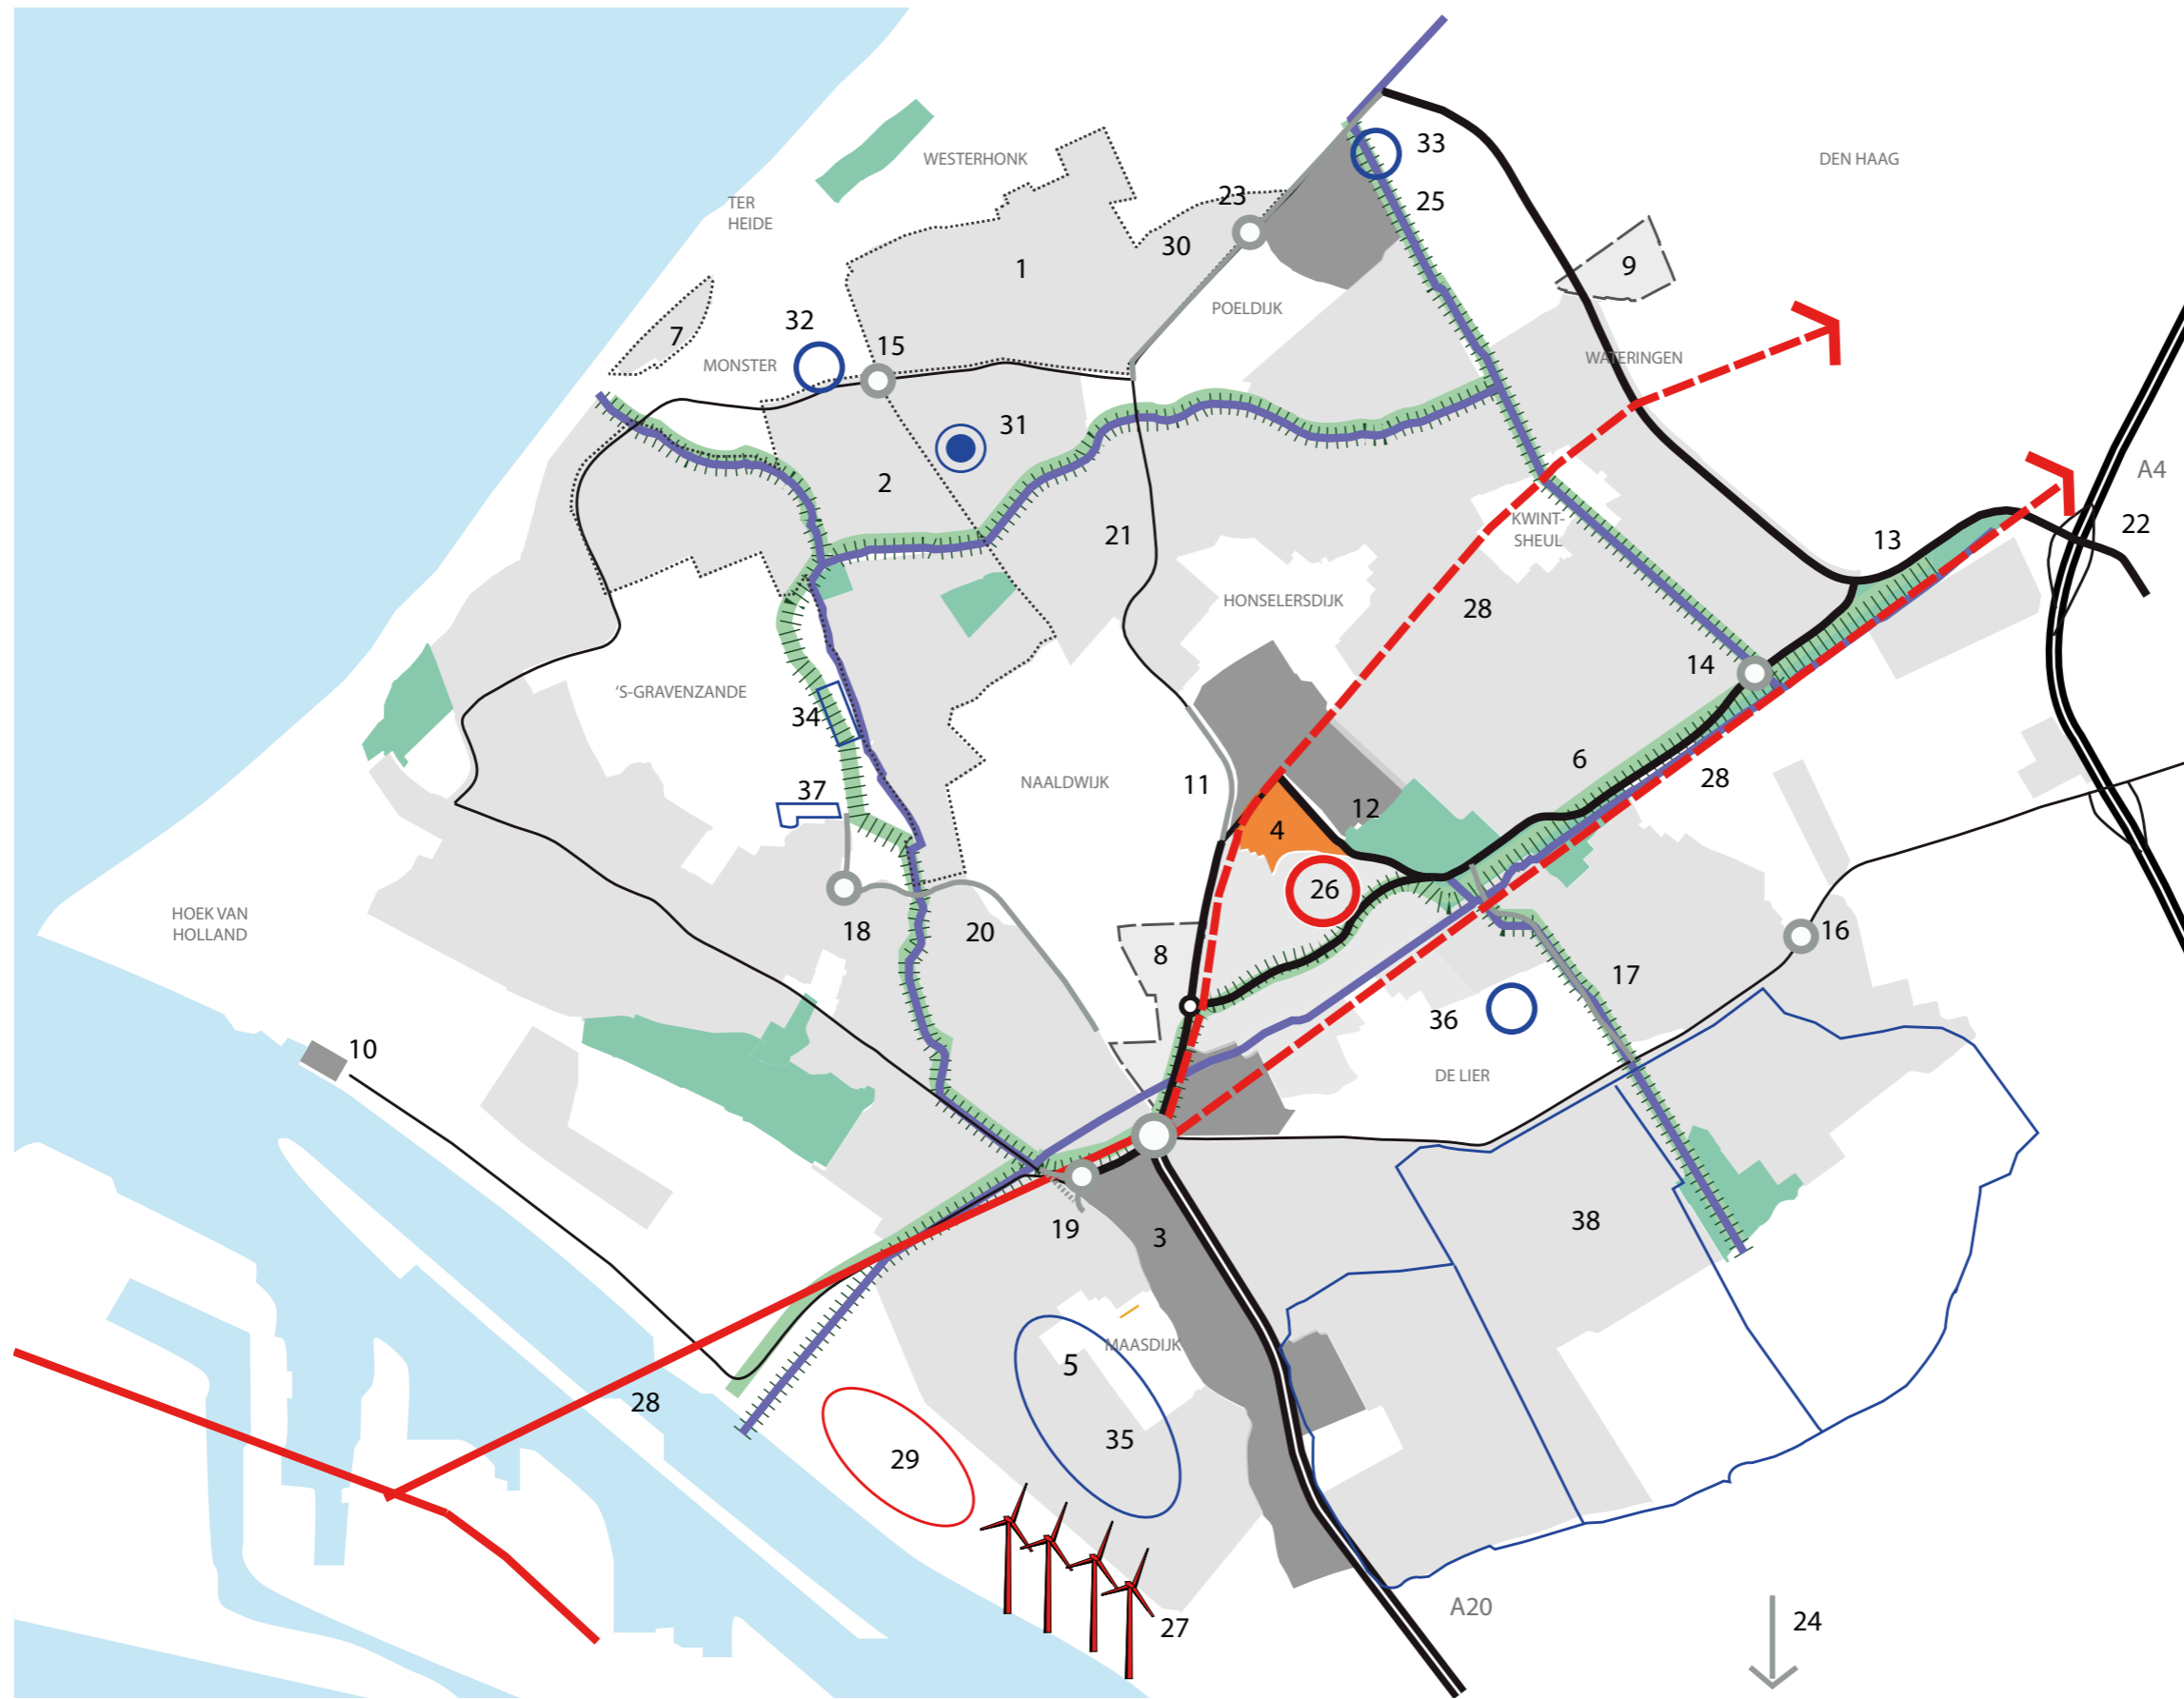 33
WESTERHONK
DEN HAAG
23
25
TER
HEIDE
30
1
9
POELDIJK
32
7
15
MONSTER
WATERINGEN
31
A4
2
KWINT-
SHEUL
22
21
13
HONSELERSDIJK
28
14
'S-GRAVENZANDE
34
6
NAALDWIJK
11
28
37
12
4
26
HOEK VAN
HOLLAND
18
20
16
8
17
36
10
DE LIER
19
3
38
MAASDIJK
5
28
35
29
A20
27
24